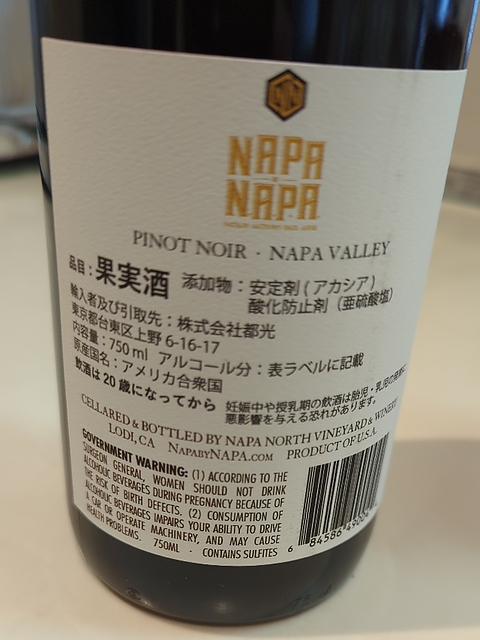 NAPA
NAPA
PINOT NOIR · NAPA VALLEY
品目：果実酒 添加物：安定剤(アカシア)
酸化防止剤（亜硫酸塩）
輸入者及び引取先：株式会社都光
東京都台東区上野 6-16-17
内容量：750 ml アルコール分：表ラベルに記載
原産国名：アメリカ合衆国
飲酒は 20 歳になってから 妊娠中や授乳期の飲酒は胎児・乳児の発育に
悪影響を与える恐れがあります。
CELLARED & BOTTLED BY NAPA NORTH VINEYARD & WINERY
LODI, CA NAPABYNAPA.COM PRODUCT OF U.S.A.
GOVERNMENT WARNING: (1) ACCORDING TO THE
SURGEON GENERAL, WOMEN SHOULD NOT DRINK
ALCOHOLIC BEVERAGES DURING PREGNANCY BECAUSE OF
THE RISK OF BIRTH DEFECTS. (2) CONSUMPTION OF
ALCOHOLIC BEVERAGES IMPAIRS YOUR ABILITY TO DRIVE
A CAR OR OPERATE MACHINERY, AND MAY CAUSE
HEALTH PROBLEMS. 750ML · CONTAINS SULFITES
6 84586 4900